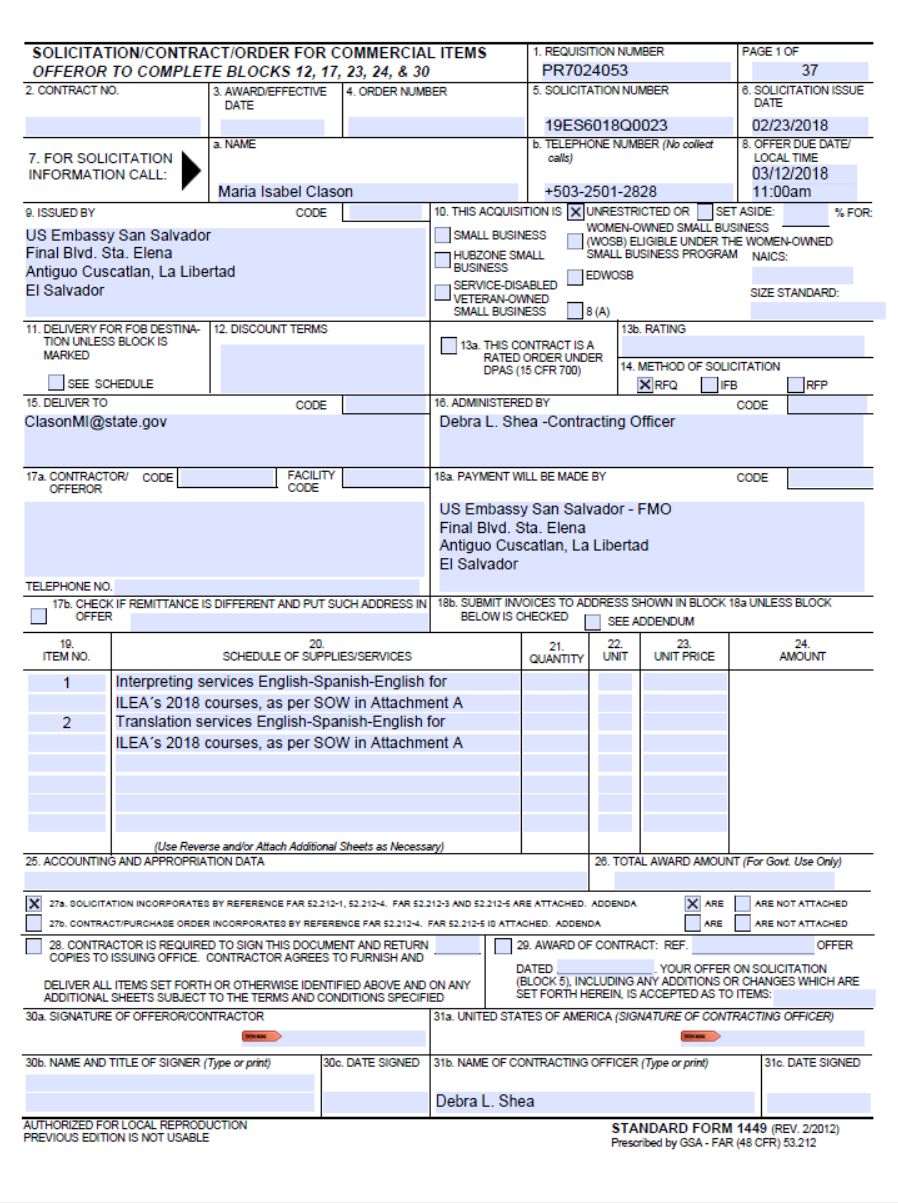 SOLICITATION/CONTRACT/ORDER FOR COMMERCIAL ITEMS
OFFEROR TO COMPLETE BLOCKS 12, 17, 23, 24, & 30
1. REQUISITION NUMBER
PR7024053
PAGE 1 OF
37
2. CONTRACT NO.
3. AWARD/EFFECTIVE
DATE
4. ORDER NUMBER
5. SOLICITATION NUMBER
19ES6018Q0023
6. SOLICITATION ISSUE
DATE
02/23/2018
7. FOR SOLICITATION
INFORMATION CALL:
a. NAME
Maria Isabel Clason
b. TELEPHONE NUMBER (No collect
calls)
+503-2501-2828
8. OFFER DUE DATE/
LOCAL TIME
03/12/2018
11:00am
9. ISSUED BY
CODE
US Embassy San Salvador
Final Blvd. Sta. Elena
Antiguo Cuscatlan, La Libertad
El Salvador
10. THIS ACQUISITION IS X UNRESTRICTED OR SET ASIDE: % FOR:
SMALL BUSINESS
HUBZONE SMALL
BUSINESS
SERVICE-DISABLED
VETERAN-OWNED
SMALL BUSINESS
WOMEN-OWNED SMALL BUSINESS
(WOSB) ELIGIBLE UNDER THE WOMEN-OWNED
SMALL BUSINESS PROGRAM
NAICS:
EDWOSB
SIZE STANDARD:
8 (A)
11. DELIVERY FOR FOB DESTINA-
TION UNLESS BLOCK IS
MARKED
SEE SCHEDULE
12. DISCOUNT TERMS
13a. THIS CONTRACT IS A
RATED ORDER UNDER
DPAS (15 CFR 700)
13b. RATING
14. METHOD OF SOLICITATION
X RFQ IFB RFP
15. DELIVER TO
CODE
ClasonMI@state.gov
16. ADMINISTERED BY
CODE
Debra L. Shea -Contracting Officer
17a. CONTRACTOR/
OFFEROR
CODE
FACILITY
CODE
TELEPHONE NO.
18a. PAYMENT WILL BE MADE BY
CODE
US Embassy San Salvador - FMO
Final Blvd. Sta. Elena
Antiguo Cuscatlan, La Libertad
El Salvador
17b. CHECK IF REMITTANCE IS DIFFERENT AND PUT SUCH ADDRESS IN
OFFER
18b. SUBMIT INVOICES TO ADDRESS SHOWN IN BLOCK 18a UNLESS BLOCK
BELOW IS CHECKED
SEE ADDENDUM
19.
ITEM NO.
20.
SCHEDULE OF SUPPLIES/SERVICES
21.
QUANTITY
22.
UNIT
23.
UNIT PRICE
24.
AMOUNT
1 Interpreting services English-Spanish-English for
ILEA´s 2018 courses, as per SOW in Attachment A
2 Translation services English-Spanish-English for
ILEA´s 2018 courses, as per SOW in Attachment A
(Use Reverse and/or Attach Additional Sheets as Necessary)
25. ACCOUNTING AND APPROPRIATION DATA
26. TOTAL AWARD AMOUNT (For Govt. Use Only)
X 27a. SOLICITATION INCORPORATES BY REFERENCE FAR 52.212-1, 52.212-4. FAR 52.212-3 AND 52.212-5 ARE ATTACHED. ADDENDA X ARE ARE NOT ATTACHED
27b. CONTRACT/PURCHASE ORDER INCORPORATES BY REFERENCE FAR 52.212-4. FAR 52.212-5 IS ATTACHED. ADDENDA ARE ARE NOT ATTACHED
28. CONTRACTOR IS REQUIRED TO SIGN THIS DOCUMENT AND RETURN
COPIES TO ISSUING OFFICE. CONTRACTOR AGREES TO FURNISH AND
DELIVER ALL ITEMS SET FORTH OR OTHERWISE IDENTIFIED ABOVE AND ON ANY
ADDITIONAL SHEETS SUBJECT TO THE TERMS AND CONDITIONS SPECIFIED
29. AWARD OF CONTRACT: REF. OFFER
DATED . YOUR OFFER ON SOLICITATION
(BLOCK 5), INCLUDING ANY ADDITIONS OR CHANGES WHICH ARE
SET FORTH HEREIN, IS ACCEPTED AS TO ITEMS:
30a. SIGNATURE OF OFFEROR/CONTRACTOR
31a. UNITED STATES OF AMERICA (SIGNATURE OF CONTRACTING OFFICER)
30b. NAME AND TITLE OF SIGNER (Type or print)
30c. DATE SIGNED
31b. NAME OF CONTRACTING OFFICER (Type or print)
Debra L. Shea
31c. DATE SIGNED
AUTHORIZED FOR LOCAL REPRODUCTION
PREVIOUS EDITION IS NOT USABLE
STANDARD FORM 1449 (REV. 2/2012)
Prescribed by GSA - FAR (48 CFR) 53.212